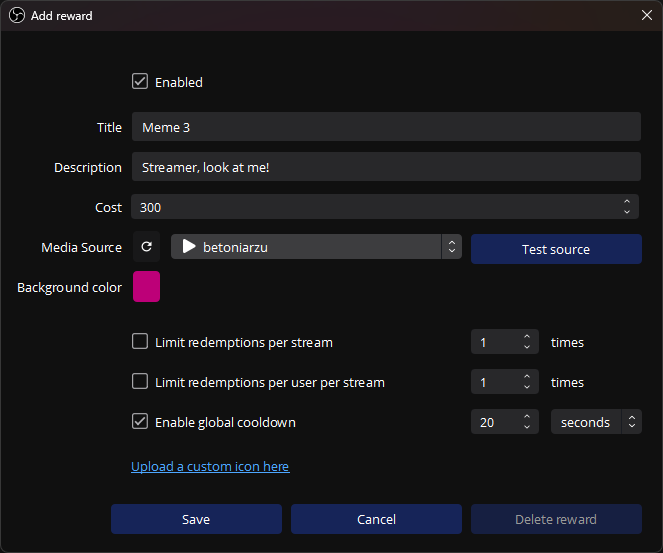 Add reward
Enabled
Title Meme 3
Description Streamer, look at me!
Cost 300
Media Source betoniarzu Test source
Background color
Limit redemptions per stream 1 times
Limit redemptions per user per stream 1 times
Enable global cooldown 20 seconds
Upload a custom icon here
Save Cancel Delete reward